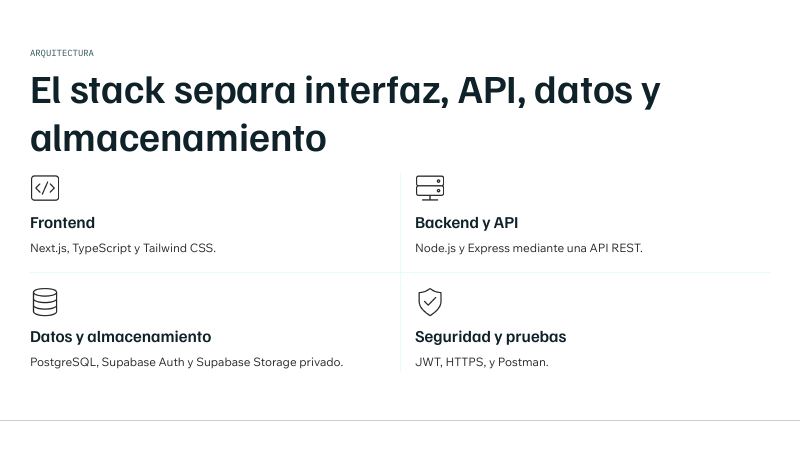 ARQUITECTURA
El stack separa interfaz, API, datos y
almacenamiento
Frontend
Next.js, TypeScript y Tailwind CSS.
Backend y API
Node.js y Express mediante una API REST.
Datos y almacenamiento
PostgreSQL, Supabase Auth y Supabase Storage privado.
Seguridad y pruebas
JWT, HTTPS, y Postman.